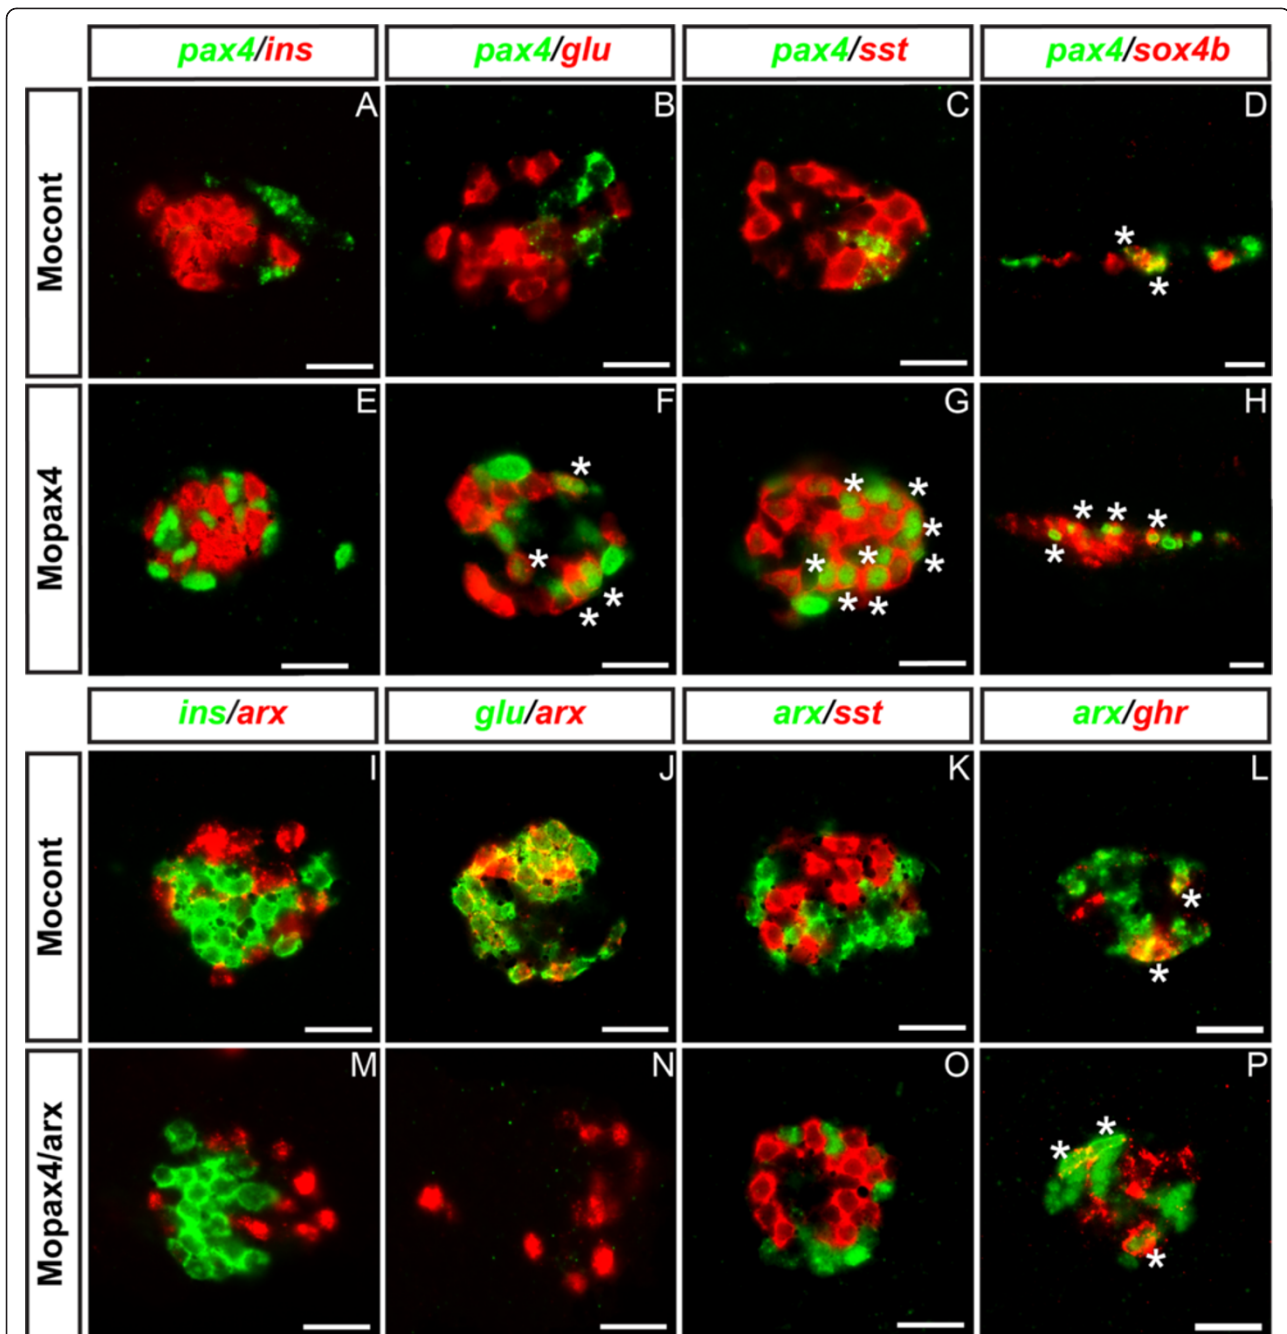 pax4/ins pax4/glu pax4/sst pax4/sox4b
Mocont A B C D
* *
Mopax4 E F G H
* * * *
* * * * * * * *
* * * *
ins/arx glu/arx arx/sst arx/ghr
Mocont I J K L
* *
Mopax4/arx M N O P
* * *